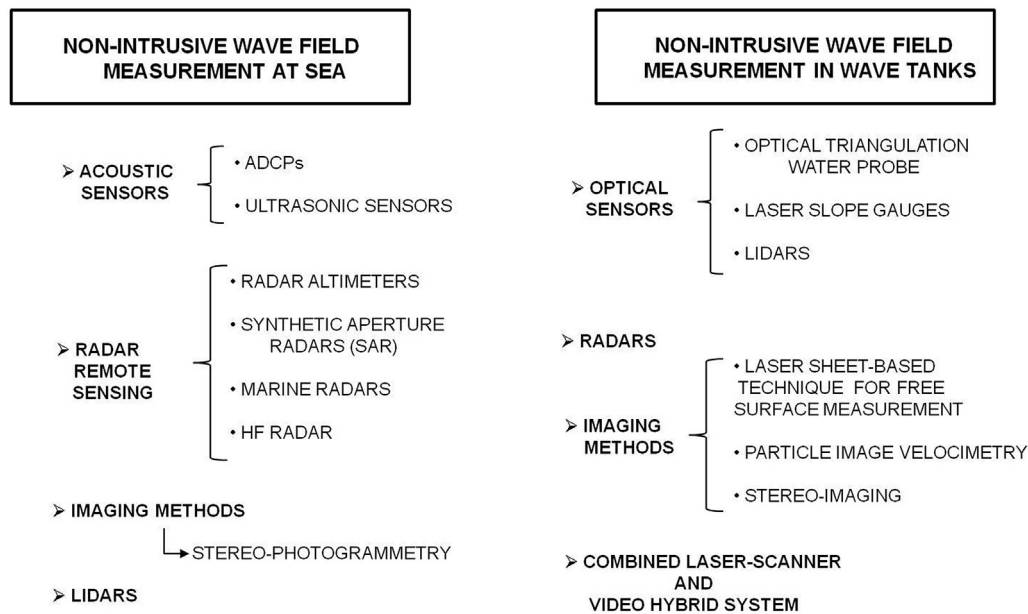 NON-INTRUSIVE WAVE FIELD
MEASUREMENT AT SEA
➢ ACOUSTIC
SENSORS
• ADCPs
• ULTRASONIC SENSORS
➢ RADAR
REMOTE
SENSING
• RADAR ALTIMETERS
• SYNTHETIC APERTURE
RADARS (SAR)
• MARINE RADARS
• HF RADAR
➢ IMAGING METHODS
STEREO-PHOTOGRAMMETRY
➢ LIDARS
NON-INTRUSIVE WAVE FIELD
MEASUREMENT IN WAVE TANKS
➢ OPTICAL
SENSORS
• OPTICAL TRIANGULATION
WATER PROBE
• LASER SLOPE GAUGES
• LIDARS
➢ RADARS
➢ IMAGING
METHODS
• LASER SHEET-BASED
TECHNIQUE FOR FREE
SURFACE MEASUREMENT
• PARTICLE IMAGE VELOCIMETRY
• STEREO-IMAGING
➢ COMBINED LASER-SCANNER
AND
VIDEO HYBRID SYSTEM